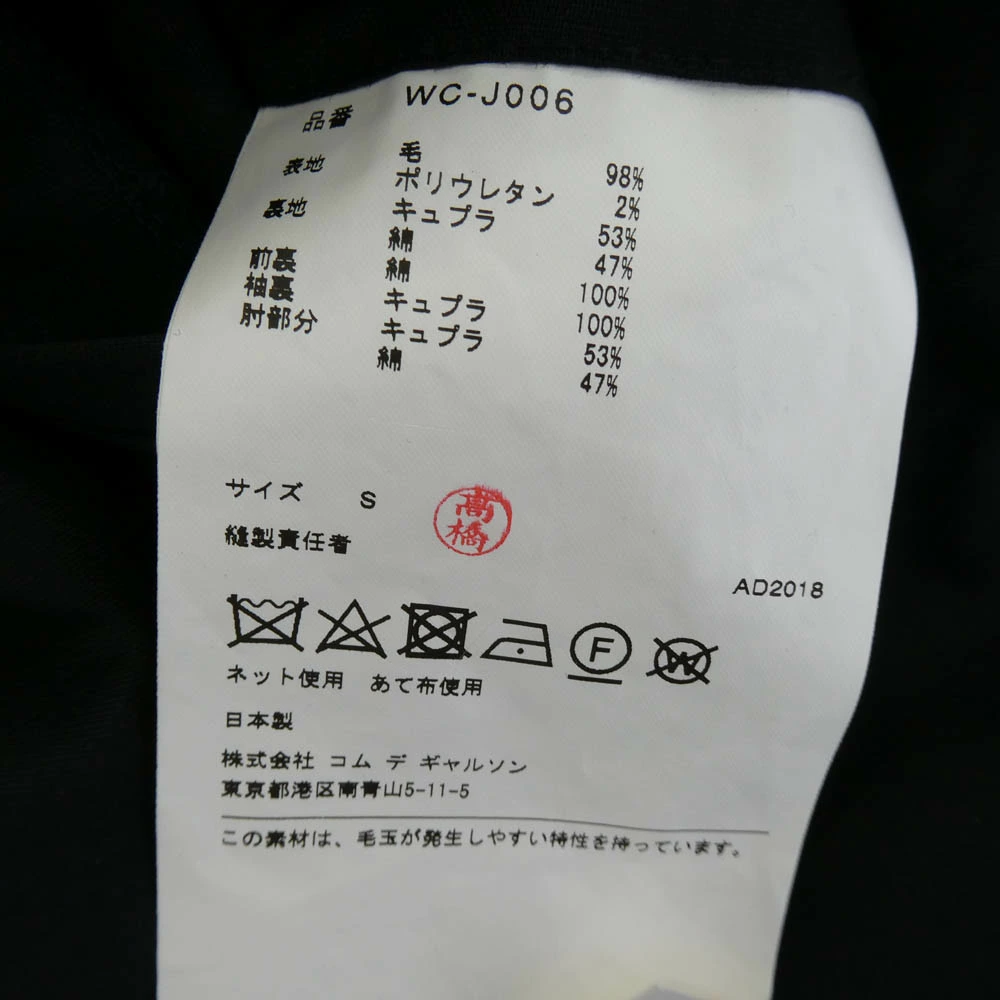 品番 WC-J006
表地 毛 98%
ポリウレタン 2%
裏地 キュプラ 53%
綿 47%
前裏 綿 100%
袖裏 キュプラ 100%
肘部分 キュプラ 53%
綿 47%
サイズ S
縫製責任者 高橋
AD2018
F
W
ネット使用 あて布使用
日本製
株式会社 コム デ ギャルソン
東京都港区南青山5-11-5
この素材は、毛玉が発生しやすい特性を持っています。